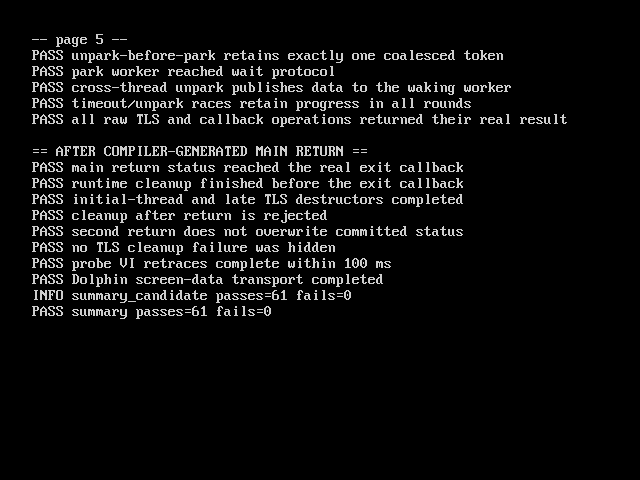 -- page 5 --
PASS unpark-before-park retains exactly one coalesced token
PASS park worker reached wait protocol
PASS cross-thread unpark publishes data to the waking worker
PASS timeout/unpark races retain progress in all rounds
PASS all raw TLS and callback operations returned their real result
== AFTER COMPILER-GENERATED MAIN RETURN ==
PASS main return status reached the real exit callback
PASS runtime cleanup finished before the exit callback
PASS initial-thread and late TLS destructors completed
PASS cleanup after return is rejected
PASS second return does not overwrite committed status
PASS no TLS cleanup failure was hidden
PASS probe VI retraces complete within 100 ms
PASS Dolphin screen-data transport completed
INFO summary_candidate passes=61 fails=0
PASS summary passes=61 fails=0